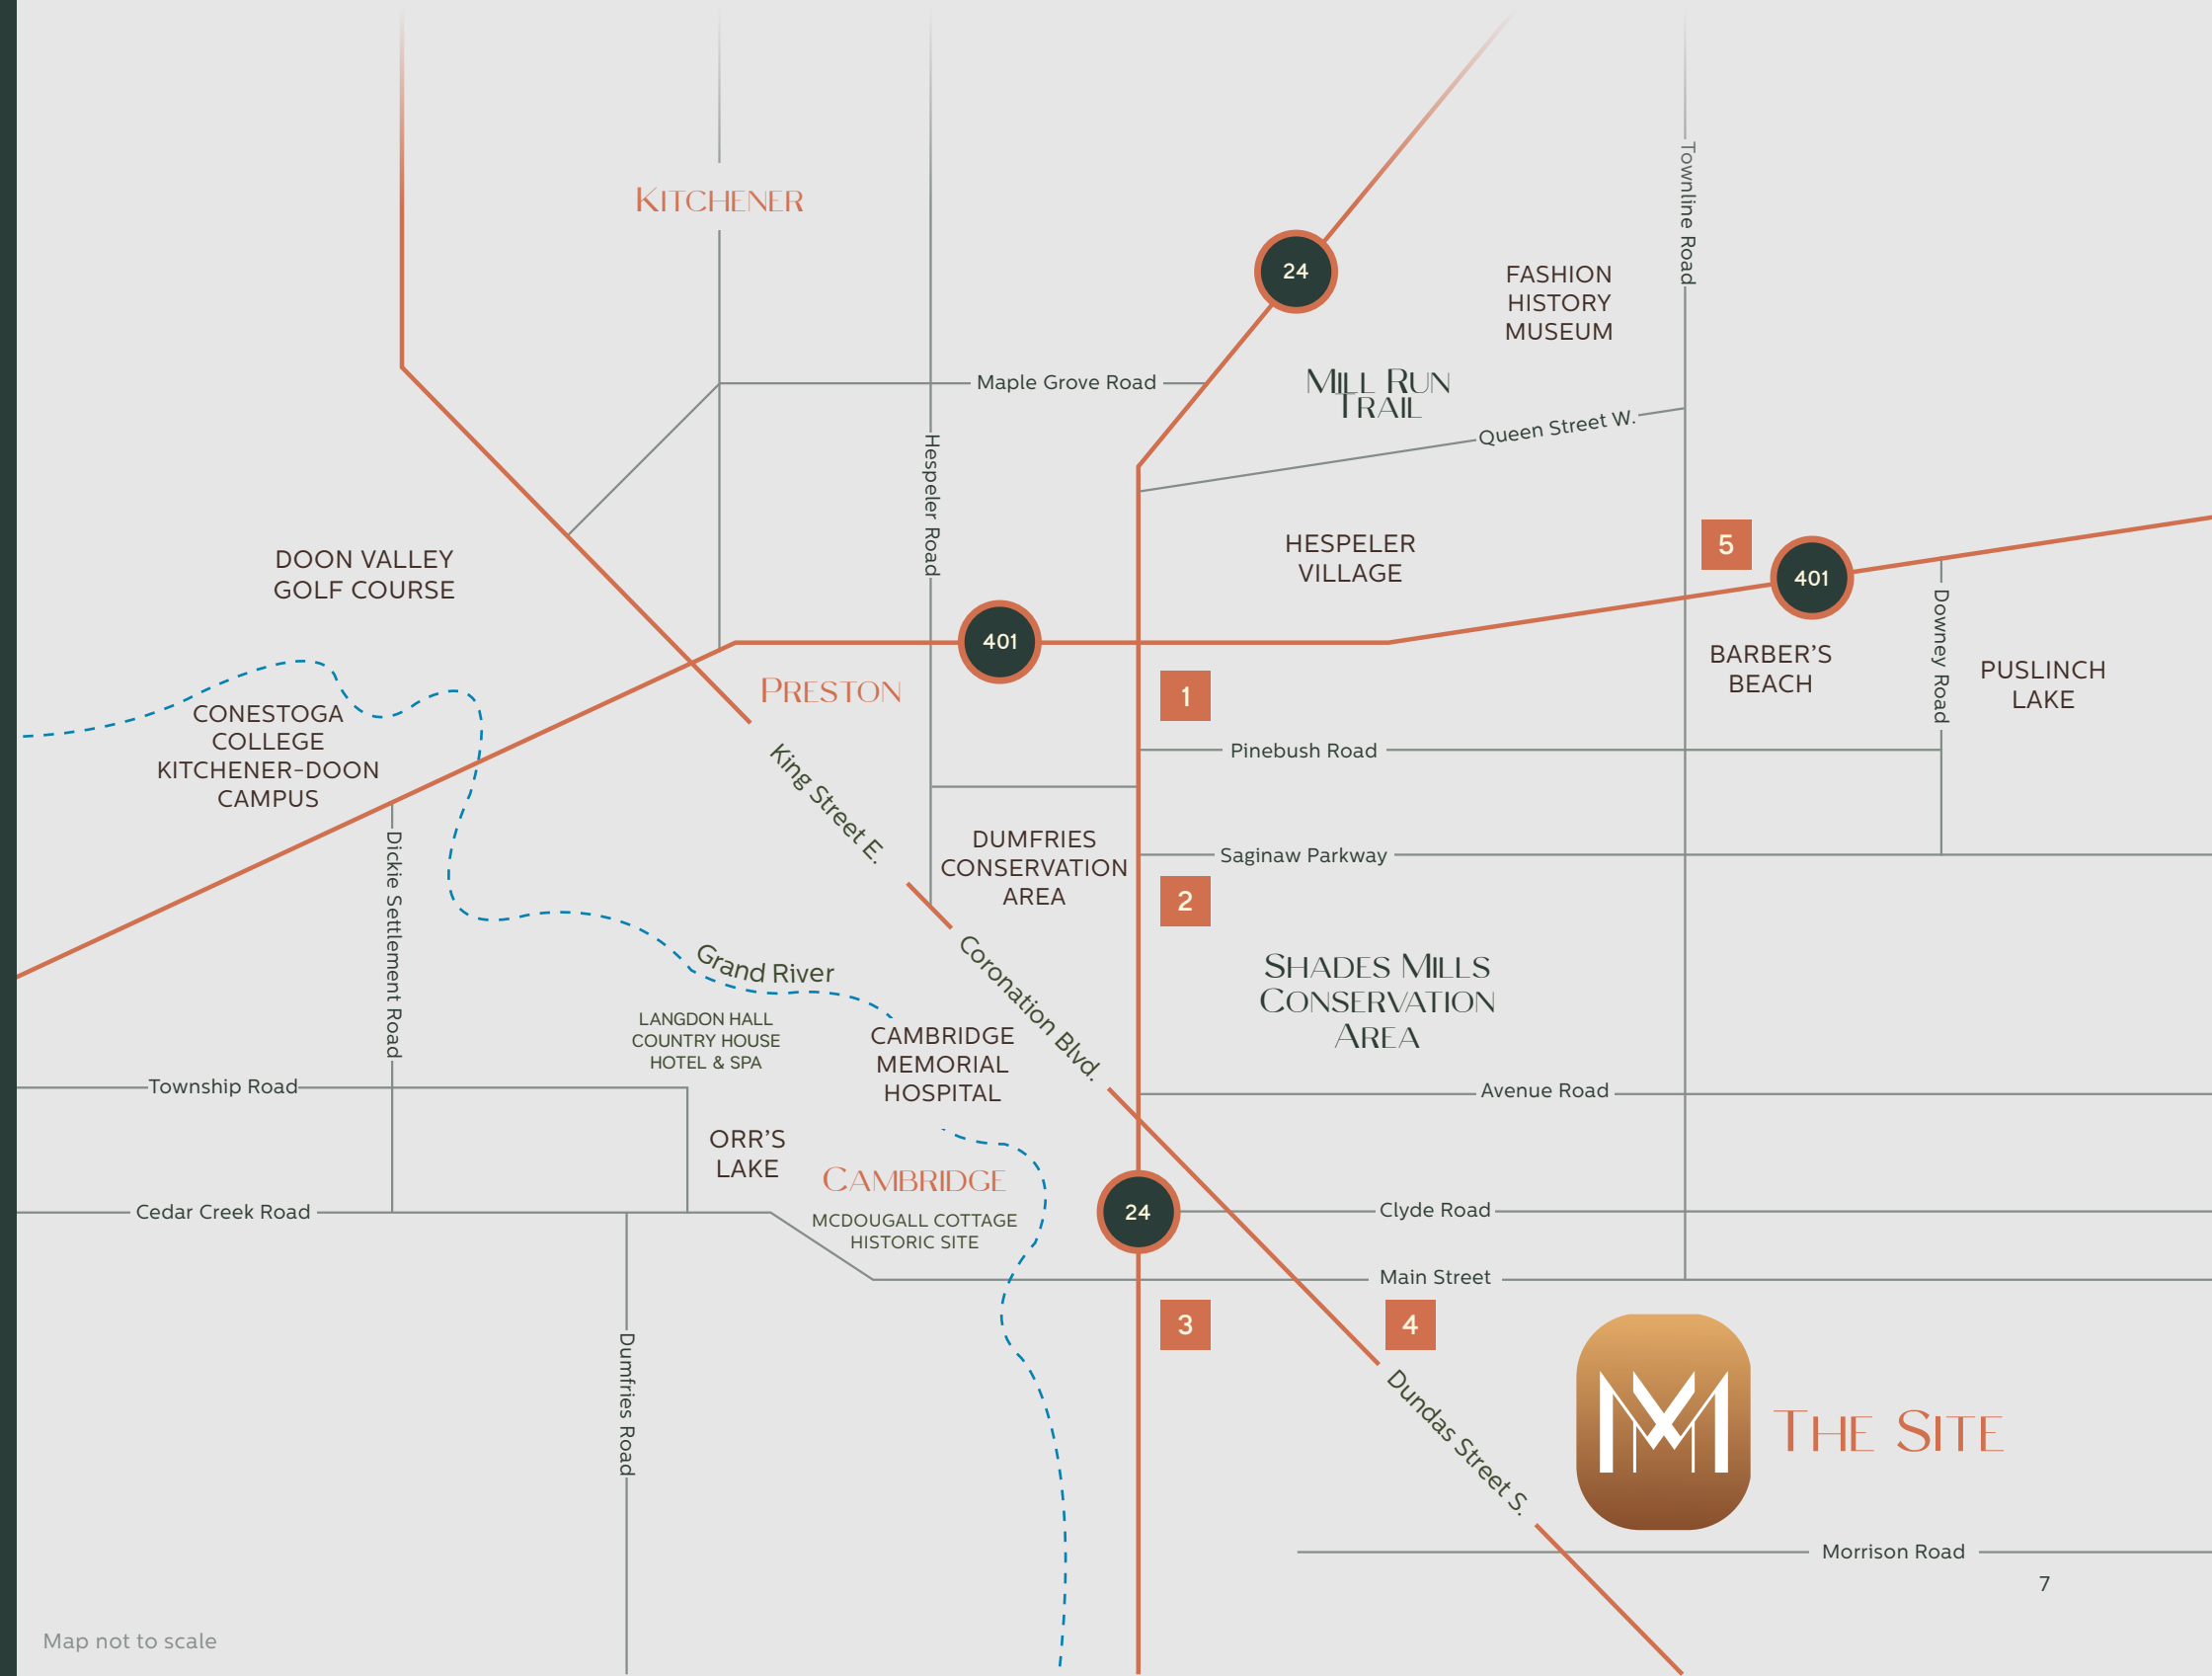 Townline Road
Kitchener
24
FASHION
HISTORY
MUSEUM
Mill Run
Trail
Maple Grove Road
Queen Street W.
Hespeler Road
DOON VALLEY
GOLF COURSE
HESPELER
VILLAGE
5
401
401
Downey Road
BARBER'S
BEACH
PUSLINCH
LAKE
Preston
1
CONESTOGA
COLLEGE
KITCHENER-DOON
CAMPUS
King Street E.
Pinebush Road
Dickie Settlement Road
DUMFRIES
CONSERVATION
AREA
Saginaw Parkway
2
Grand River
Coronation Blvd.
Shades Mills
Conservation
Area
LANGDON HALL
COUNTRY HOUSE
HOTEL & SPA
CAMBRIDGE
MEMORIAL
HOSPITAL
Township Road
Avenue Road
ORR'S
LAKE
Cambridge
Cedar Creek Road
MCDOUGALL COTTAGE
HISTORIC SITE
24
Clyde Road
Main Street
3
4
Dumfries Road
Dundas Street S.
The Site
Morrison Road
7
Map not to scale